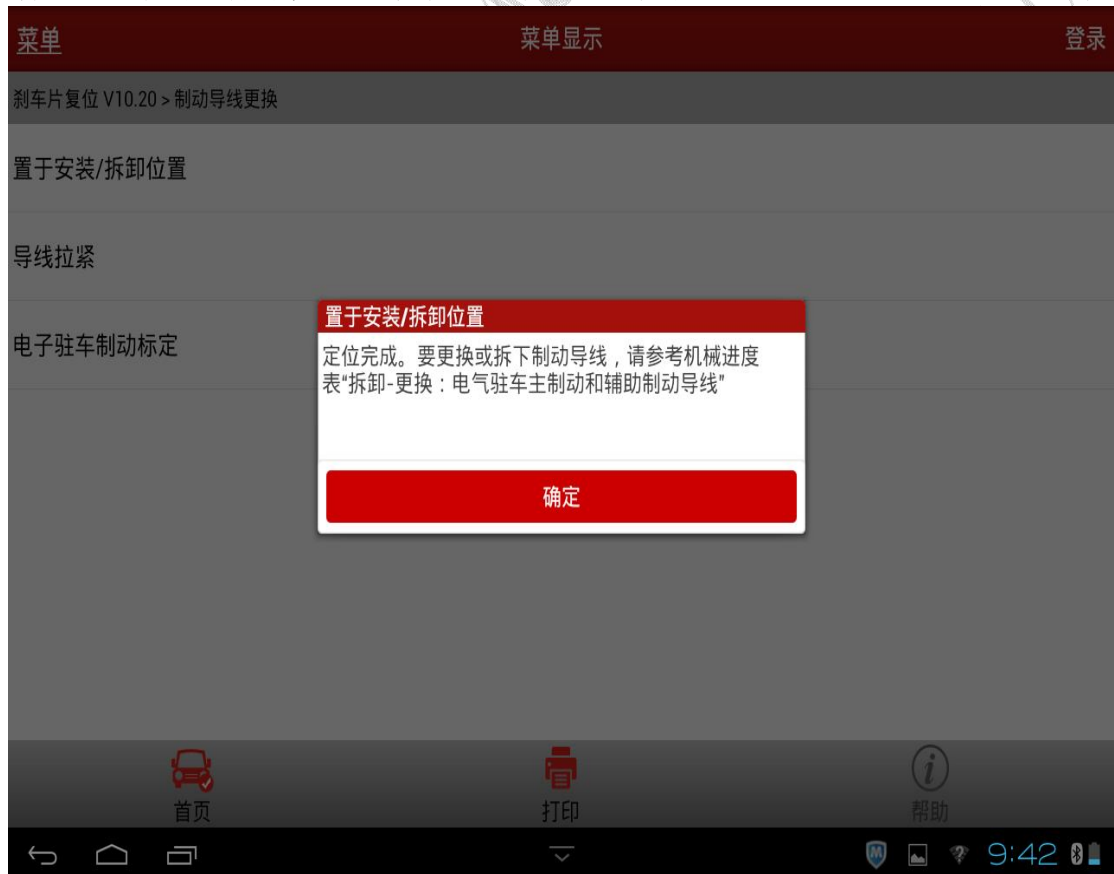 菜单
菜单显示
登录
刹车片复位 V10.20 > 制动导线更换
置于安装/拆卸位置
导线拉紧
电子驻车制动标定
置于安装/拆卸位置
定位完成。要更换或拆下制动导线，请参考机械进度
表“拆卸-更换：电气驻车主制动和辅助制动导线”
确定
首页
打印
帮助
9:42